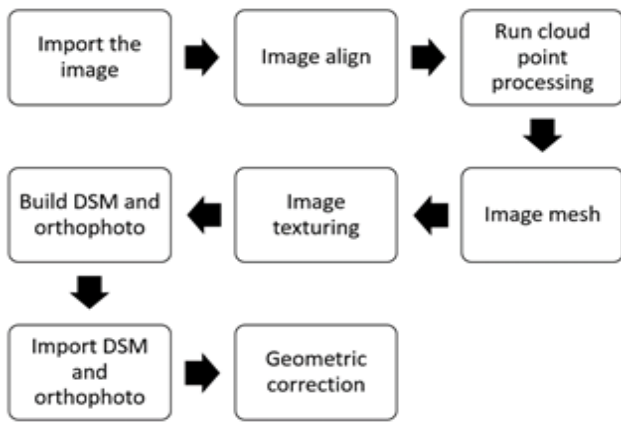 Import the
image
Image align
Run cloud
point
processing
Image mesh
Image
texturing
Build DSM and
orthophoto
Import DSM
and
orthophoto
Geometric
correction